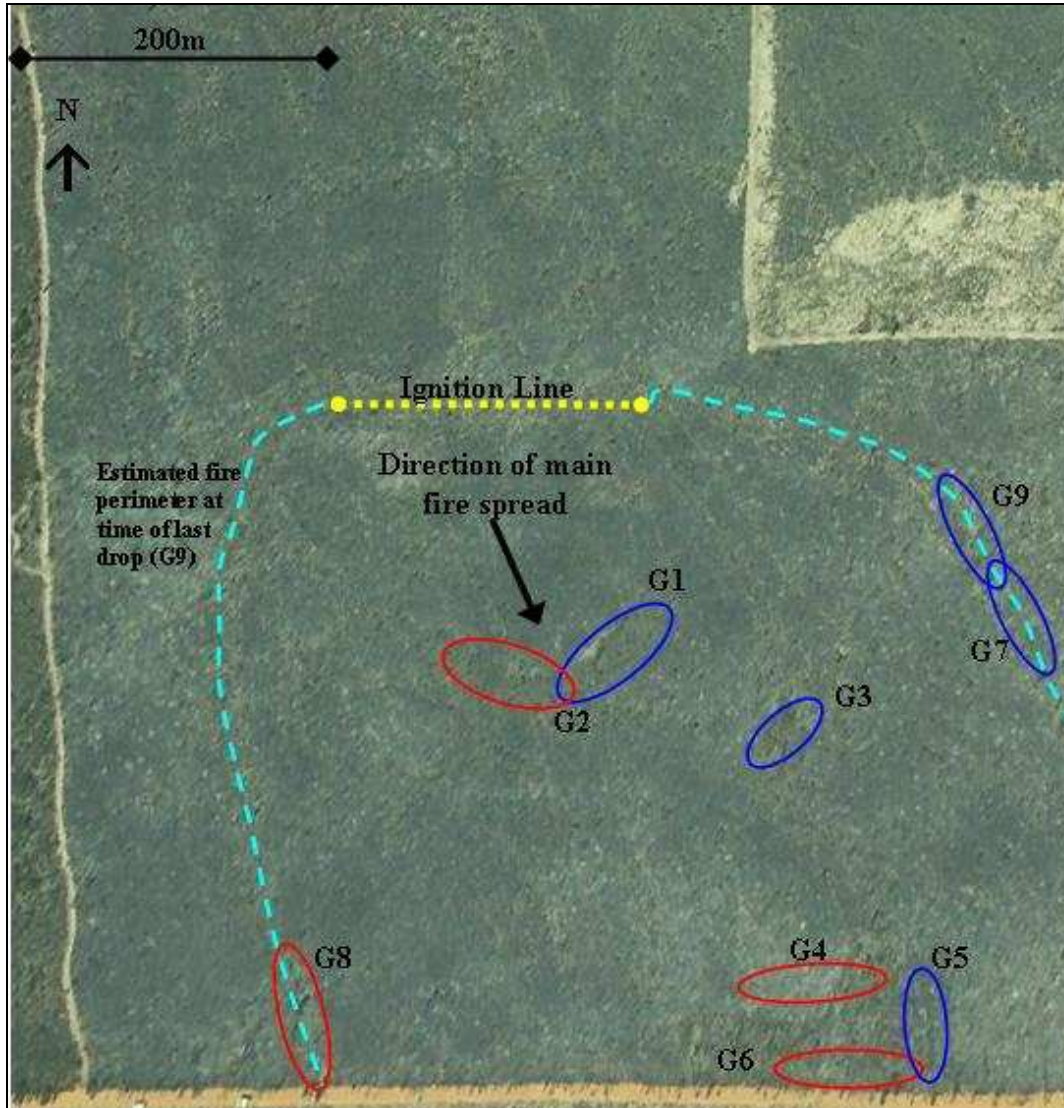 200m
N
Ignition Line
Direction of main
fire spread
Estimated fire
perimeter at
time of last
drop (G9)
G9
G1
G7
G2
G3
G8
G4
G5
G6